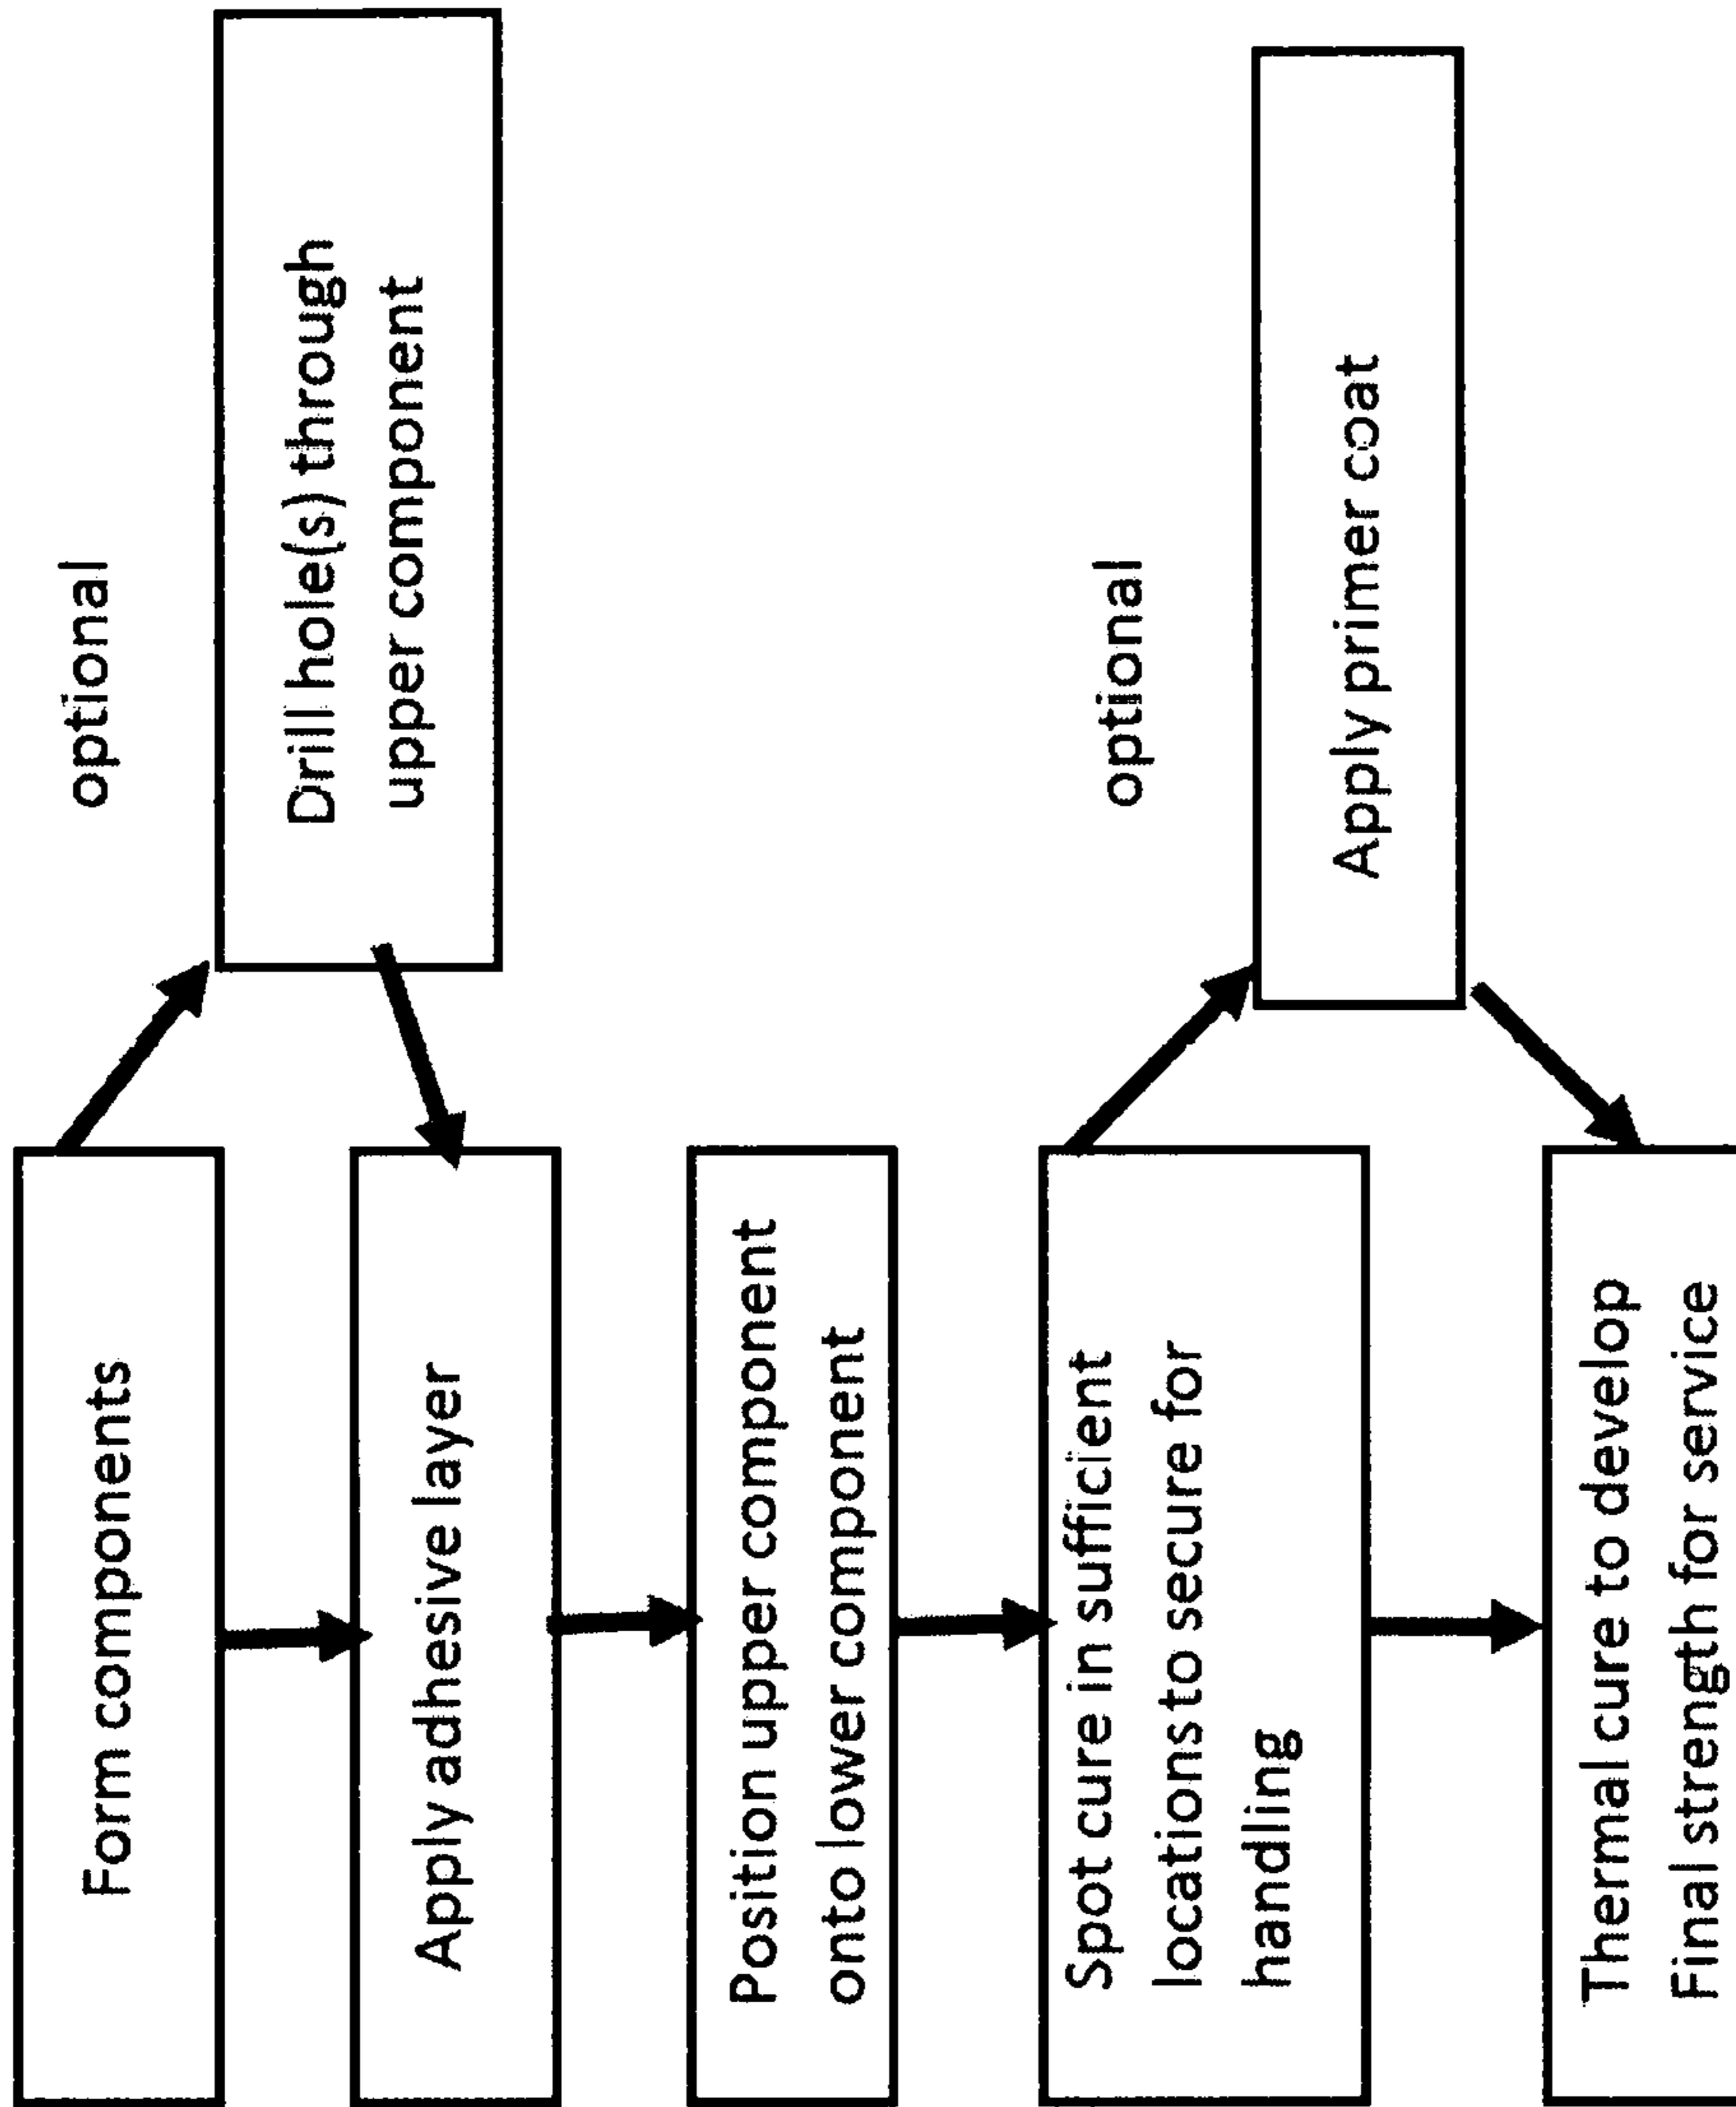 Form components
optional
Drill hole(s) through
upper component
Apply adhesive layer
Position upper component
onto lower component
Spot cure in sufficient
locations to secure for
handling
optional
Apply primer coat
Thermal cure to develop
Final strength for service